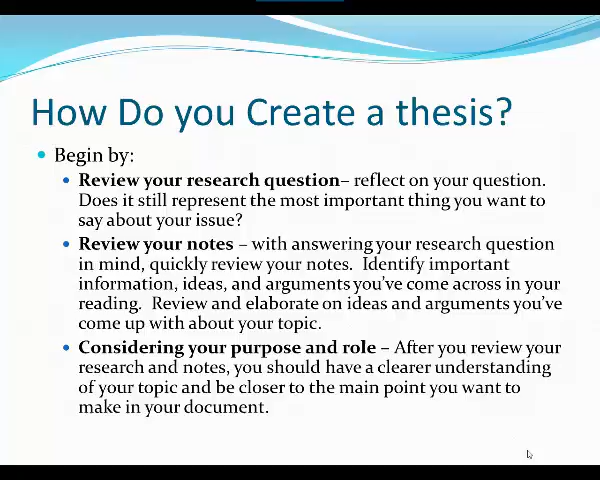 How Do you Create a thesis?
Begin by:
Review your research question– reflect on your question.
Does it still represent the most important thing you want to
say about your issue?
Review your notes – with answering your research question
in mind, quickly review your notes.  Identify important
information, ideas, and arguments you've come across in your
reading.  Review and elaborate on ideas and arguments you've
come up with about your topic.
Considering your purpose and role – After you review your
research and notes, you should have a clearer understanding
of your topic and be closer to the main point you want to
make in your document.